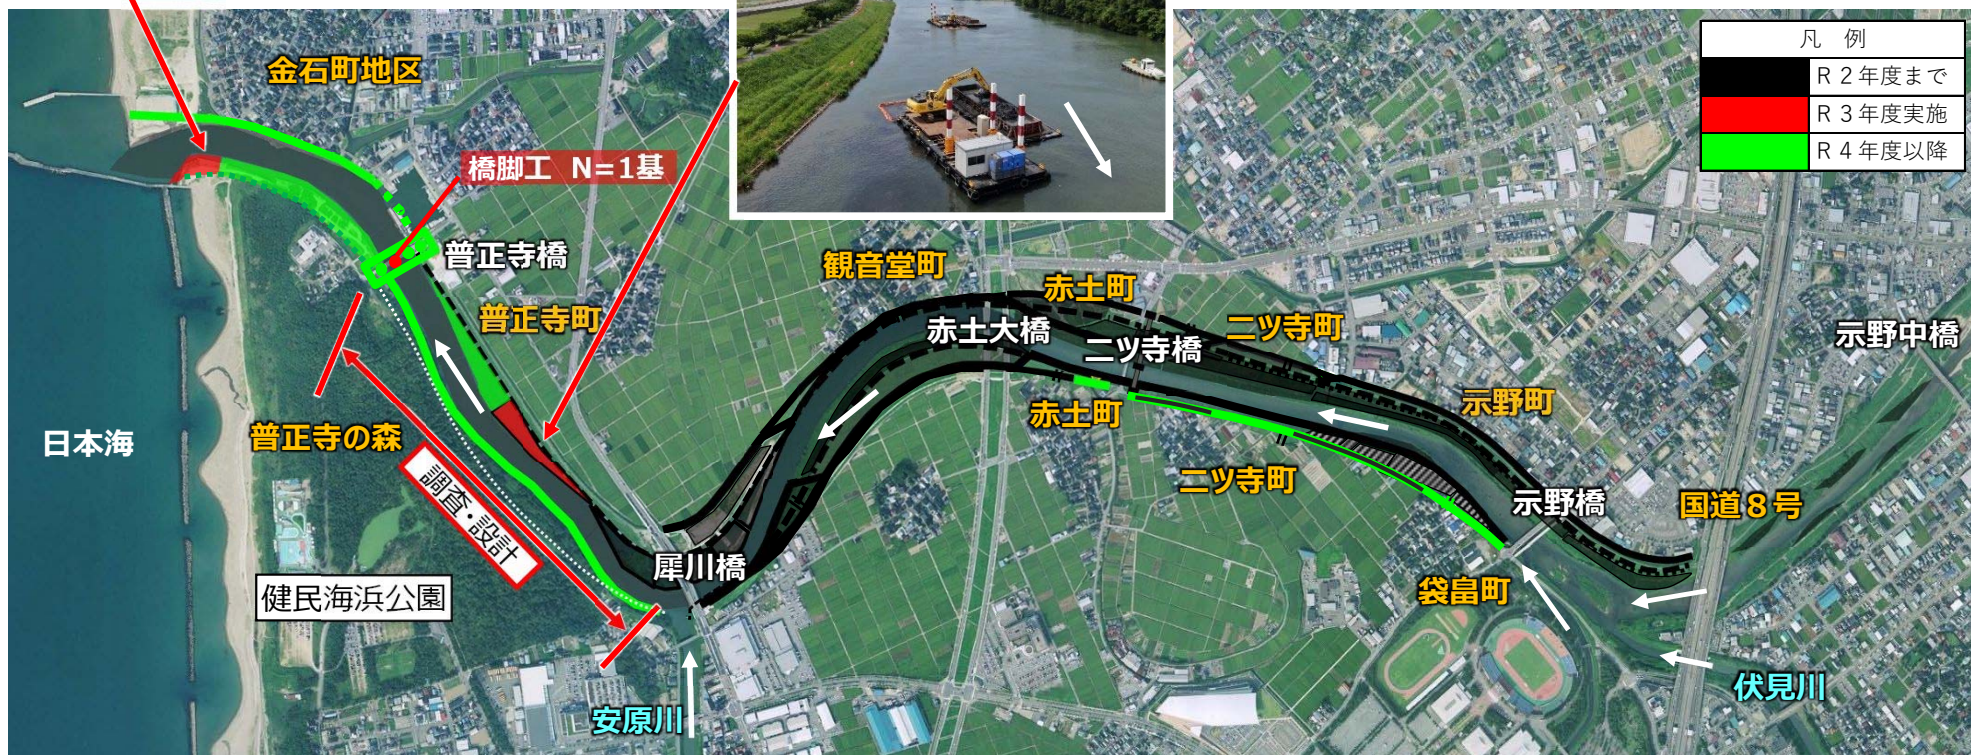 凡 例
R2年度まで
R3年度実施
R4年度以降
金石町地区
橋脚工 N=1基
普正寺橋
普正寺町
観音堂町
赤土町
赤土大橋
二ツ寺橋
二ツ寺町
示野中橋
示野町
赤土町
二ツ寺町
示野橋
国道8号
日本海
普正寺の森
調査・設計
犀川橋
健民海浜公園
袋畠町
安原川
伏見川